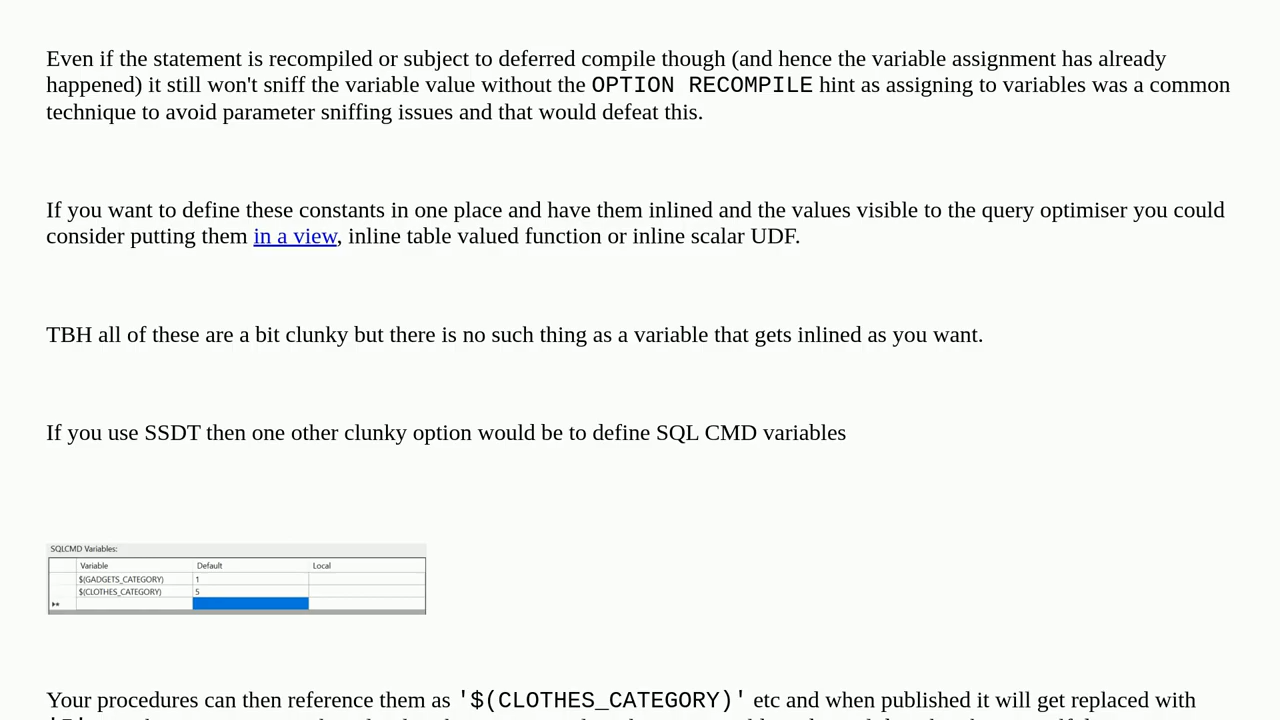 Even if the statement is recompiled or subject to deferred compile though (and hence the variable assignment has already
happened) it still won't sniff the variable value without the OPTION RECOMPILE hint as assigning to variables was a common
technique to avoid parameter sniffing issues and that would defeat this.
If you want to define these constants in one place and have them inlined and the values visible to the query optimiser you could
consider putting them in a view, inline table valued function or inline scalar UDF.
TBH all of these are a bit clunky but there is no such thing as a variable that gets inlined as you want.
If you use SSDT then one other clunky option would be to define SQL CMD variables
SQLCMD Variables:
Variable Default Local
$(GADGETS_CATEGORY) 1
$(CLOTHES_CATEGORY) 5
Your procedures can then reference them as '$(CLOTHES_CATEGORY)' etc and when published it will get replaced with